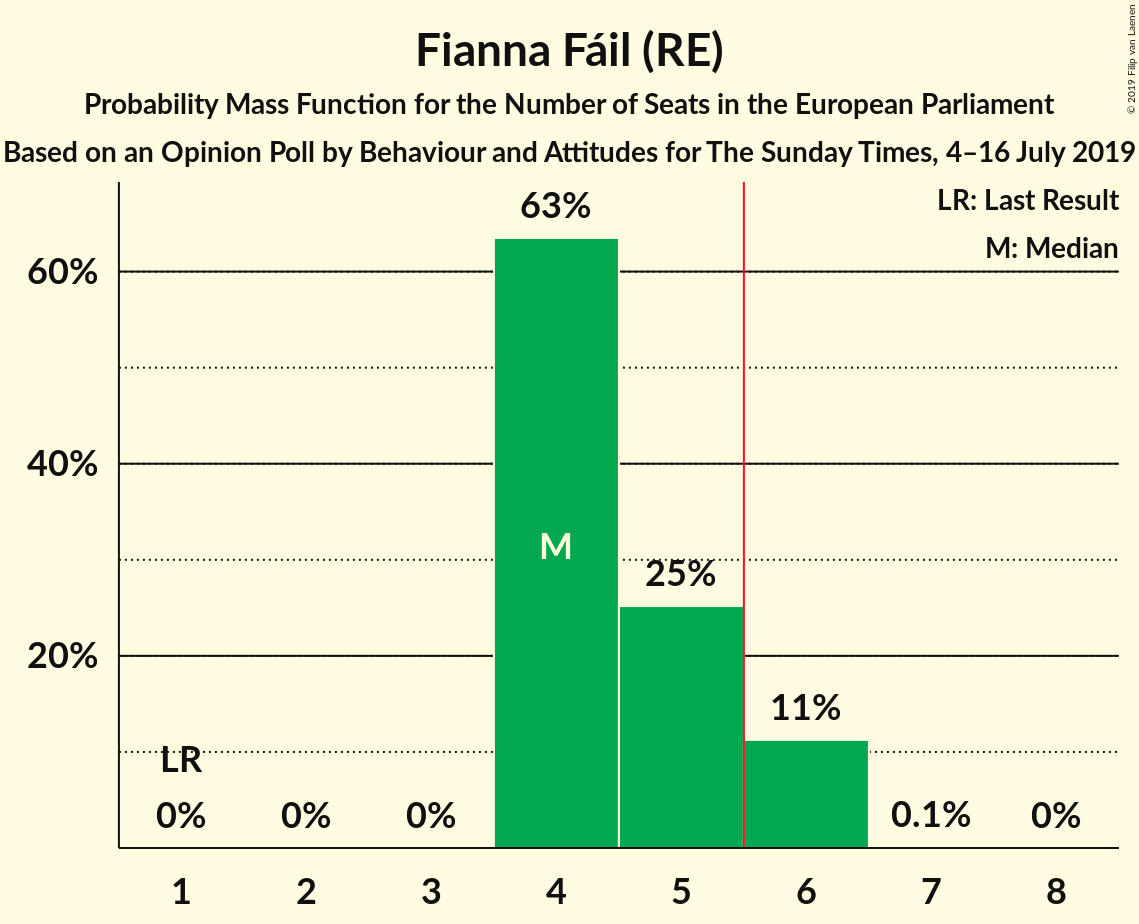 Fianna Fáil (RE)
Probability Mass Function for the Number of Seats in the European Parliament
Based on an Opinion Poll by Behaviour and Attitudes for The Sunday Times, 4–16 July 2019
© 2019 Filip van Laenen
LR: Last Result
M: Median
60%
40%
20%
63%
M
25%
11%
LR
0%
0%
0%
0.1%
0%
1
2
3
4
5
6
7
8